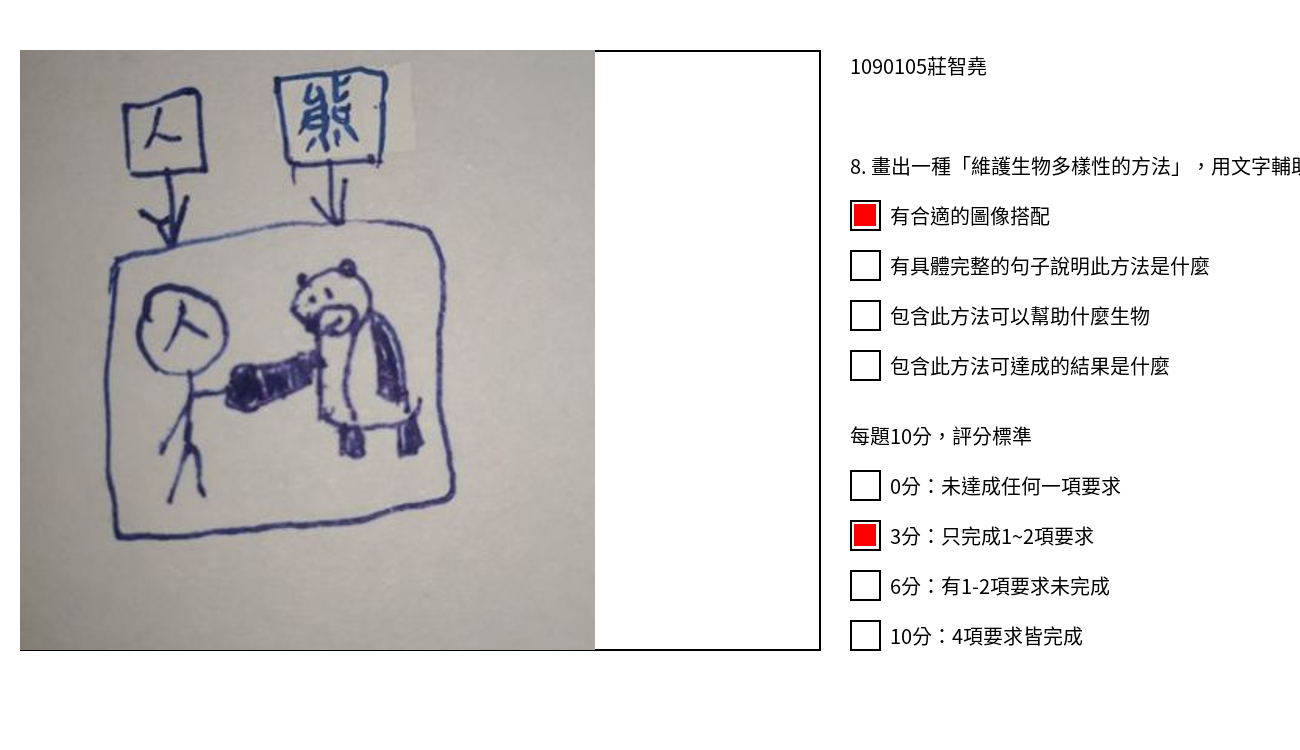 人
熊
人
1090105莊智堯
8. 畫出一種「維護生物多樣性的方法」，用文字輔
有合適的圖像搭配
有具體完整的句子說明此方法是什麼
包含此方法可以幫助什麼生物
包含此方法可達成的結果是什麼
每題10分，評分標準
0分：未達成任何一項要求
3分：只完成1~2項要求
6分：有1-2項要求未完成
10分：4項要求皆完成